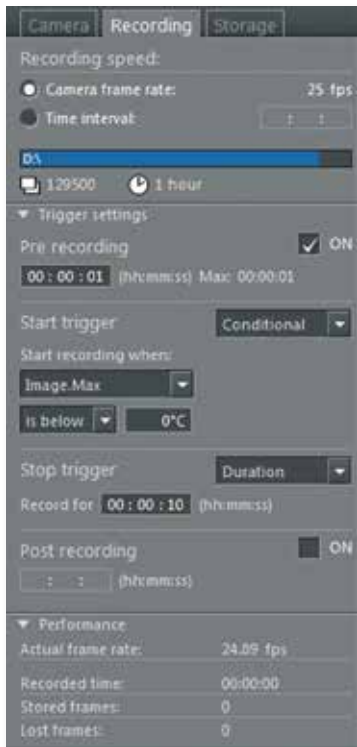 Camera Recording Storage
Recording speed:
Camera frame rate: 25 fps
Time interval: : :
D:\
129500 1 hour
Trigger settings
Pre recording ON
00 : 00 : 01 (hh:mm:ss) Max: 00:00:01
Start trigger Conditional
Start recording when:
Image.Max
is below 0°C
Stop trigger Duration
Record for 00 : 00 : 10 (hh:mm:ss)
Post recording ON
: : (hh:mm:ss)
Performance
Actual frame rate: 24.09 fps
Recorded time: 00:00:00
Stored frames: 0
Lost frames: 0